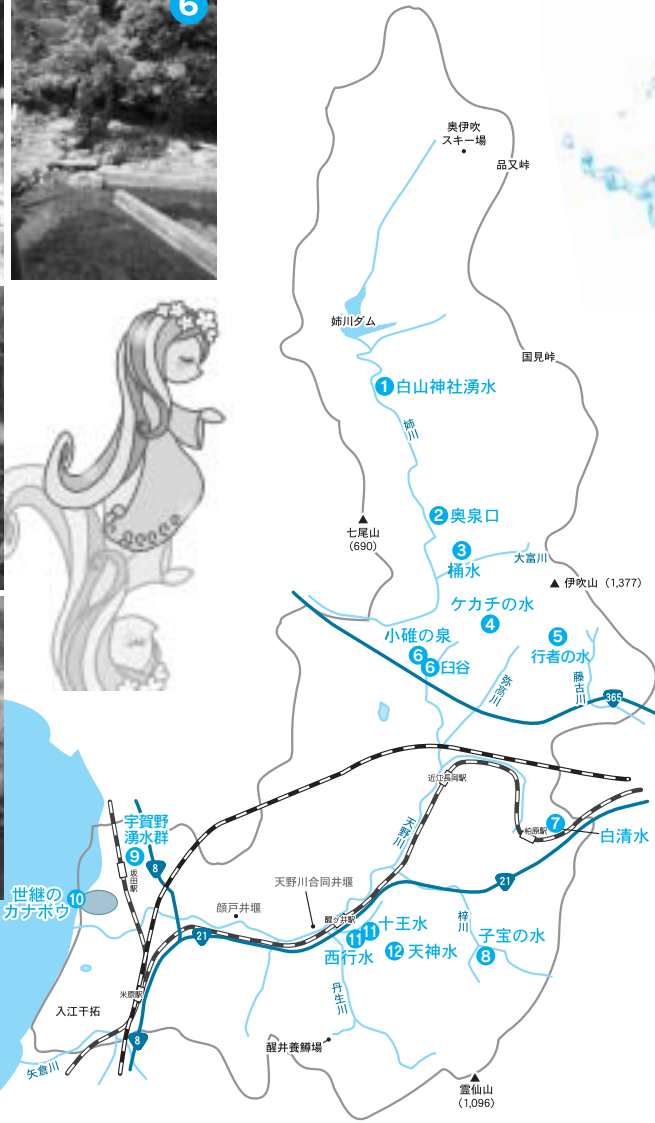 6
奥伊吹
スキー場
品又峠
姉川ダム
国見峠
1 白山神社湧水
姉川
2 奥泉口
七尾山
(690)
3
桶水
大富川
伊吹山 (1,377)
ケカチの水
4
小碓の泉
6
6 臼谷
5
行者の水
弥高川
藤古川
365
近江長岡駅
天野川
柏原駅
7
白清水
宇賀野
湧水群
9
8
坂田駅
世継の
カナボウ
10
顔戸井堰
天野川合同井堰
21
醒ヶ井駅
21
11 11 十王水
西行水
12 天神水
梓川
子宝の水
8
丹生川
米原駅
入江干拓
8
醒井養鱒場
矢倉川
霊仙山
(1,096)